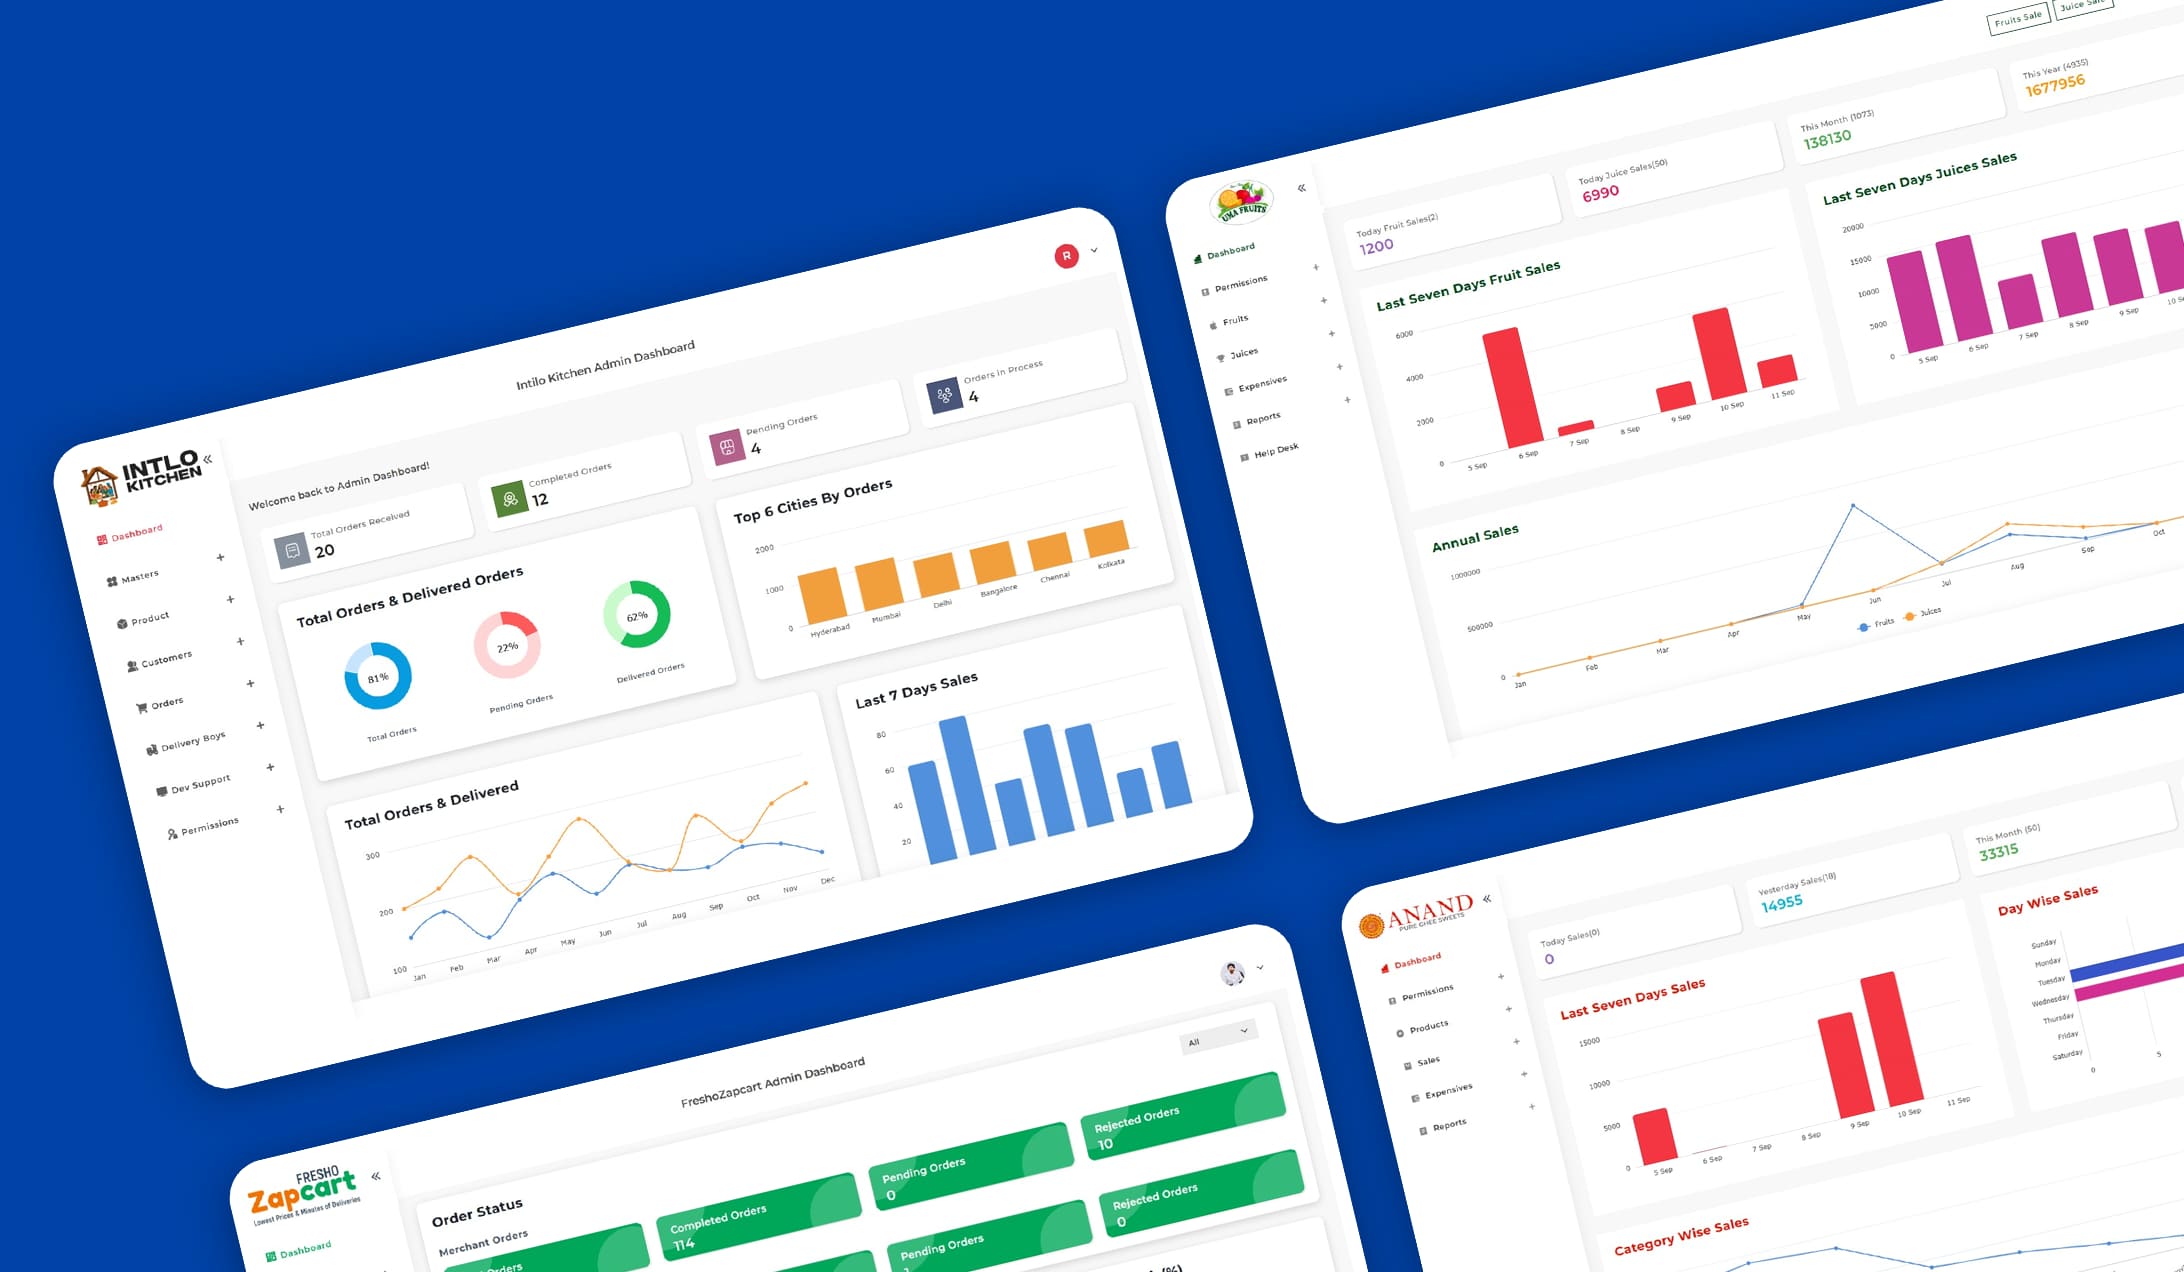 INTLO
KITCHEN
«
Dashboard
Masters +
Product +
Customers +
Orders +
Delivery Boys +
Dev Support +
Permissions +
Intilo Kitchen Admin Dashboard
R
Welcome back to Admin Dashboard!
Total Orders Received
20
Completed Orders
12
Pending Orders
4
Orders in Process
4
Total Orders & Delivered Orders
81%
Total Orders
22%
Pending Orders
62%
Delivered Orders
Top 6 Cities By Orders
2000
1000
0
Hyderabad Mumbai Delhi Bangalore Chennai Kolkata
Total Orders & Delivered
300
200
100
Jan Feb Mar Apr May Jun Jul Aug Sep Oct Nov Dec
Last 7 Days Sales
80
60
40
20
UMA FRUITS
«
Dashboard
Permissions +
Fruits +
Juices +
Expensives +
Reports +
Help Desk
Fruits Sale
Juice Sale
Today Fruit Sales(2)
1200
Today Juice Sales(50)
6990
This Month (1073)
138130
This Year (4935)
1677956
Last Seven Days Fruit Sales
6000
4000
2000
0
5 Sep 6 Sep 7 Sep 8 Sep 9 Sep 10 Sep 11 Sep
Last Seven Days Juices Sales
20000
15000
10000
5000
0
5 Sep 6 Sep 7 Sep 8 Sep 9 Sep 10 Se
Annual Sales
1000000
500000
0
Jan Feb Mar Apr May Jun Jul Aug Sep Oct
Fruits Juices
FRESHO
Zapcart
Lowest Prices & Minutes of Deliveries
«
Dashboard
FreshoZapcart Admin Dashboard
All
Order Status
Merchant Orders
Orders
Completed Orders
114
Pending Orders
0
Rejected Orders
10
Pending Orders
Rejected Orders
0
(%)
ANAND
PURE GHEE SWEETS
«
Dashboard
Permissions +
Products +
Sales +
Expensives +
Reports +
Today Sales(0)
0
Yesterday Sales(18)
14955
This Month (50)
33315
Last Seven Days Sales
15000
10000
5000
0
5 Sep 6 Sep 7 Sep 8 Sep 9 Sep 10 Sep 11 Sep
Day Wise Sales
Sunday
Monday
Tuesday
Wednesday
Thursday
Friday
Saturday
0 5
Category Wise Sales